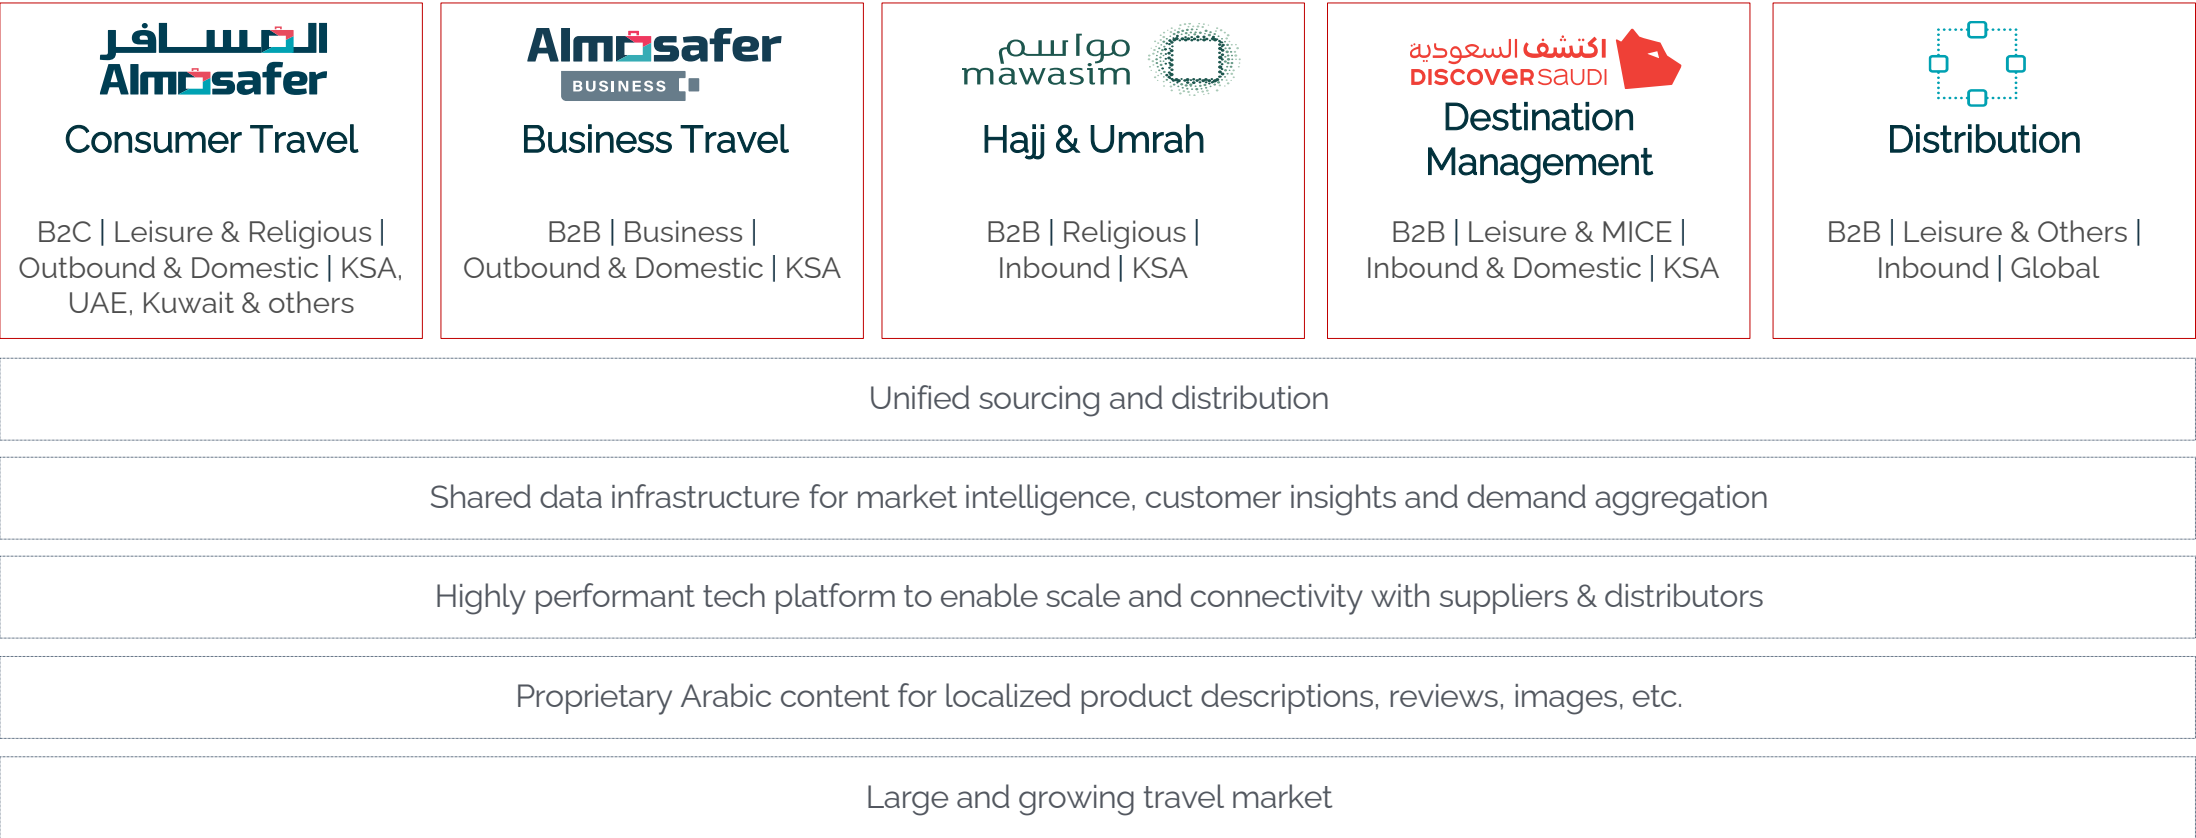 المسافر
Almosafer
Consumer Travel
B2C | Leisure & Religious |
Outbound & Domestic | KSA,
UAE, Kuwait & others
Almosafer
BUSINESS
Business Travel
B2B | Business |
Outbound & Domestic | KSA
مواسم
mawasim
Hajj & Umrah
B2B | Religious |
Inbound | KSA
اكتشف السعودية
DISCOVER SAUDI
Destination
Management
B2B | Leisure & MICE |
Inbound & Domestic | KSA
Distribution
B2B | Leisure & Others |
Inbound | Global
Unified sourcing and distribution
Shared data infrastructure for market intelligence, customer insights and demand aggregation
Highly performant tech platform to enable scale and connectivity with suppliers & distributors
Proprietary Arabic content for localized product descriptions, reviews, images, etc.
Large and growing travel market